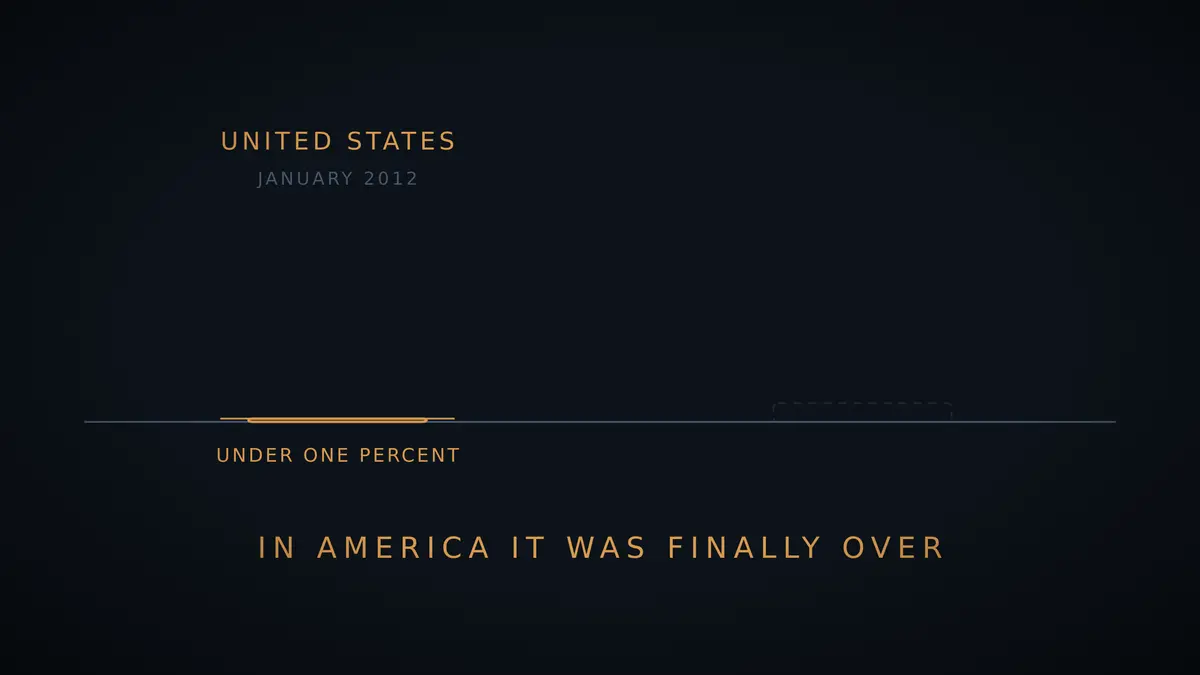 UNITED STATES
JANUARY 2012
UNDER ONE PERCENT
IN AMERICA IT WAS FINALLY OVER